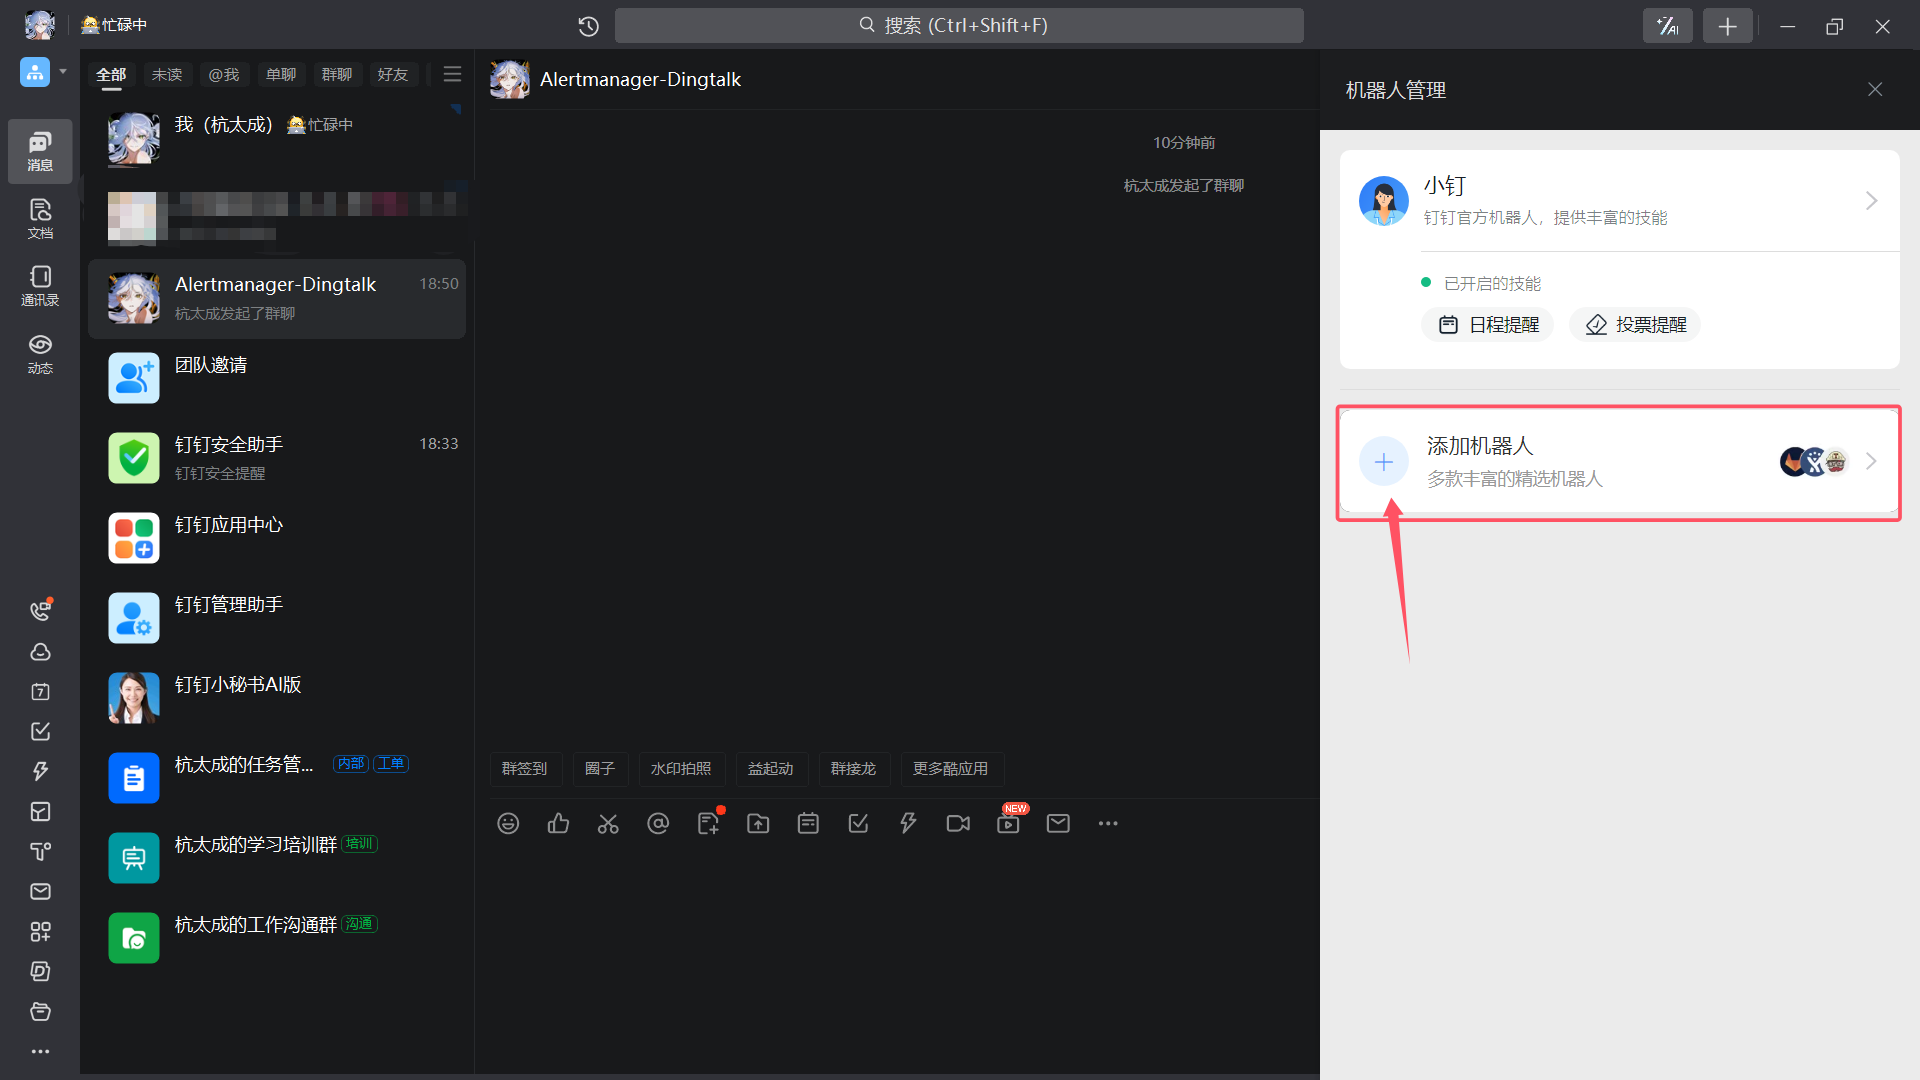 忙碌中
搜索 (Ctrl+Shift+F)
全部
未读
@我
单聊
群聊
好友
消息
文档
通讯录
动态
7
我（杭太成） 忙碌中
Alertmanager-Dingtalk 18:50
杭太成发起了群聊
团队邀请
钉钉安全助手 18:33
钉钉安全提醒
钉钉应用中心
钉钉管理助手
钉钉小秘书AI版
杭太成的任务管... 内部 工单
杭太成的学习培训群 培训
杭太成的工作沟通群 沟通
Alertmanager-Dingtalk
10分钟前
杭太成发起了群聊
群签到
圈子
水印拍照
益起动
群接龙
更多酷应用
NEW
机器人管理
小钉
钉钉官方机器人，提供丰富的技能
已开启的技能
日程提醒
投票提醒
添加机器人
多款丰富的精选机器人